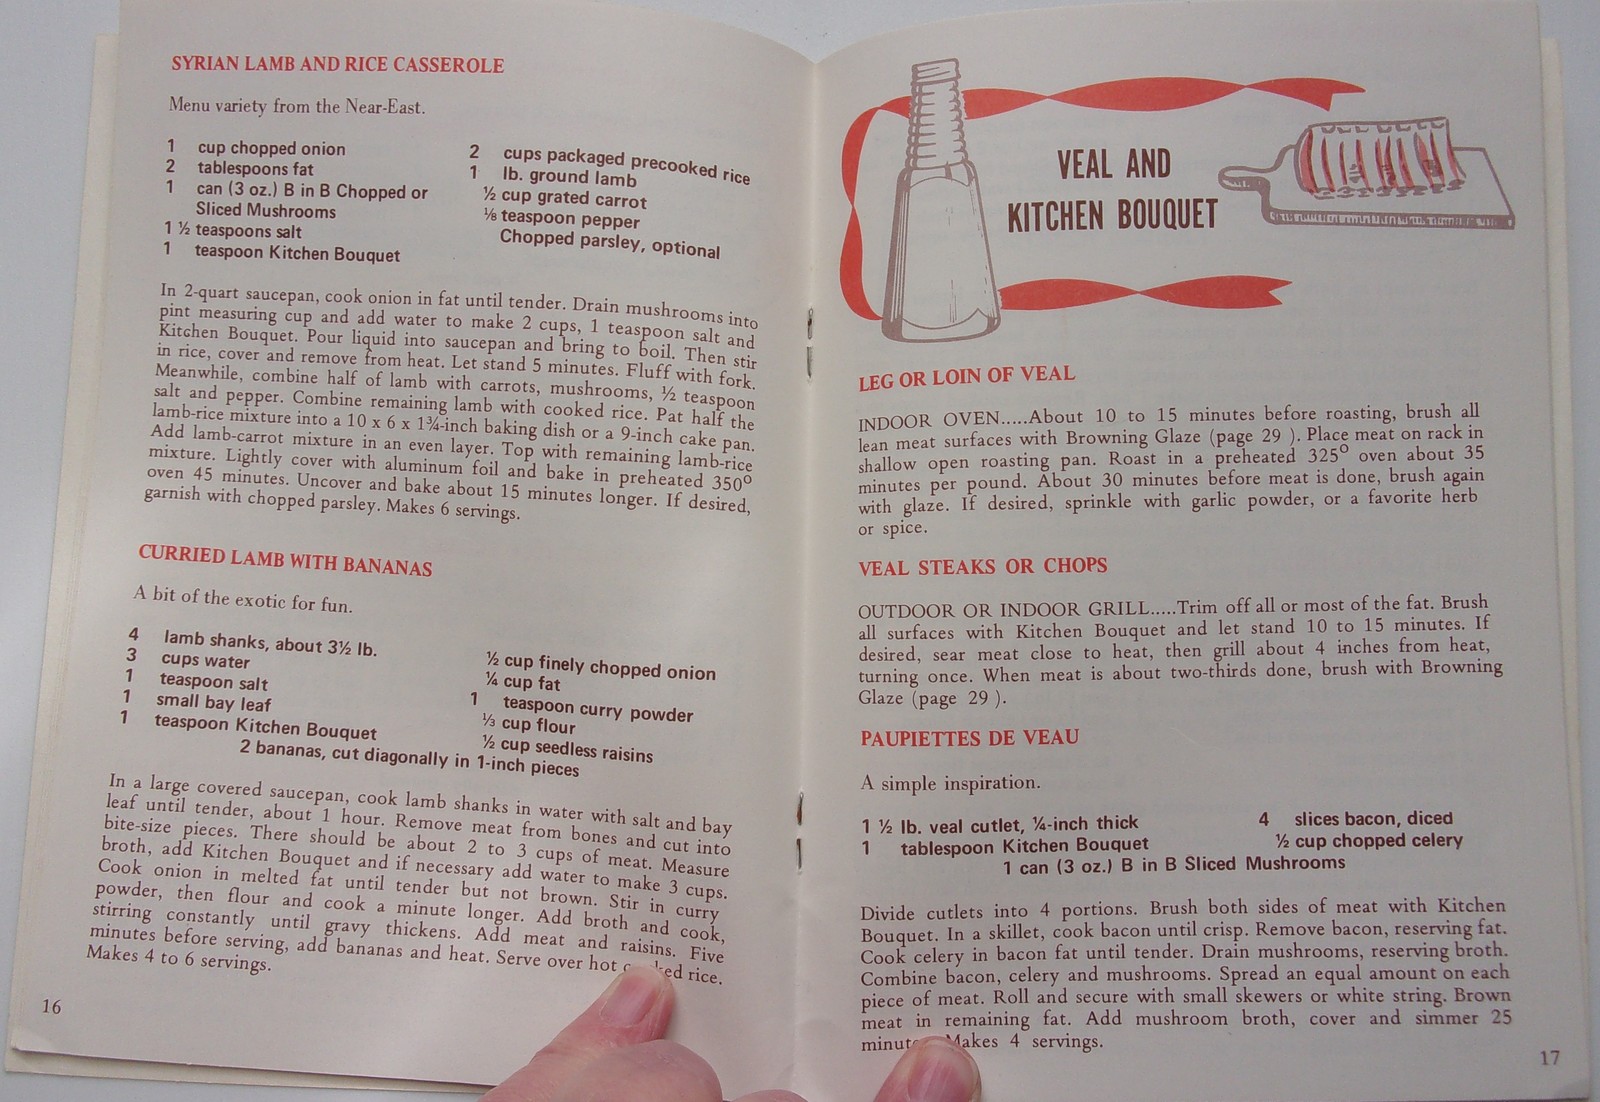 SYRIAN LAMB AND RICE CASSEROLE
Menu variety from the Near-East.
1 cup chopped onion
2 tablespoons fat
1 can (3 oz.) B in B Chopped or
Sliced Mushrooms
1 ½ teaspoons salt
1 teaspoon Kitchen Bouquet
2 cups packaged precooked rice
1 lb. ground lamb
½ cup grated carrot
⅛ teaspoon pepper
Chopped parsley, optional
In 2-quart saucepan, cook onion in fat until tender. Drain mushrooms into
pint measuring cup and add water to make 2 cups, 1 teaspoon salt and
Kitchen Bouquet. Pour liquid into saucepan and bring to boil. Then stir
in rice, cover and remove from heat. Let stand 5 minutes. Fluff with fork.
Meanwhile, combine half of lamb with carrots, mushrooms, ½ teaspoon
salt and pepper. Combine remaining lamb with cooked rice. Pat half the
lamb-rice mixture into a 10 x 6 x 1¾-inch baking dish or a 9-inch cake pan.
Add lamb-carrot mixture in an even layer. Top with remaining lamb-rice
mixture. Lightly cover with aluminum foil and bake in preheated 350°
oven 45 minutes. Uncover and bake about 15 minutes longer. If desired,
garnish with chopped parsley. Makes 6 servings.
CURRIED LAMB WITH BANANAS
A bit of the exotic for fun.
4 lamb shanks, about 3½ lb.
3 cups water
1 teaspoon salt
1 small bay leaf
1 teaspoon Kitchen Bouquet
½ cup finely chopped onion
¼ cup fat
1 teaspoon curry powder
⅓ cup flour
½ cup seedless raisins
2 bananas, cut diagonally in 1-inch pieces
In a large covered saucepan, cook lamb shanks in water with salt and bay
leaf until tender, about 1 hour. Remove meat from bones and cut into
bite-size pieces. There should be about 2 to 3 cups of meat. Measure
broth, add Kitchen Bouquet and if necessary add water to make 3 cups.
Cook onion in melted fat until tender but not brown. Stir in curry
powder, then flour and cook a minute longer. Add broth and cook,
stirring constantly until gravy thickens. Add meat and raisins. Five
minutes before serving, add bananas and heat. Serve over hot rice.
Makes 4 to 6 servings.
16
VEAL AND
KITCHEN BOUQUET
LEG OR LOIN OF VEAL
INDOOR OVEN.....About 10 to 15 minutes before roasting, brush all
lean meat surfaces with Browning Glaze (page 29 ). Place meat on rack in
shallow open roasting pan. Roast in a preheated 325° oven about 35
minutes per pound. About 30 minutes before meat is done, brush again
with glaze. If desired, sprinkle with garlic powder, or a favorite herb
or spice.
VEAL STEAKS OR CHOPS
OUTDOOR OR INDOOR GRILL.....Trim off all or most of the fat. Brush
all surfaces with Kitchen Bouquet and let stand 10 to 15 minutes. If
desired, sear meat close to heat, then grill about 4 inches from heat,
turning once. When meat is about two-thirds done, brush with Browning
Glaze (page 29 ).
PAUPIETTES DE VEAU
A simple inspiration.
1 ½ lb. veal cutlet, ¼-inch thick
1 tablespoon Kitchen Bouquet
4 slices bacon, diced
½ cup chopped celery
1 can (3 oz.) B in B Sliced Mushrooms
Divide cutlets into 4 portions. Brush both sides of meat with Kitchen
Bouquet. In a skillet, cook bacon until crisp. Remove bacon, reserving fat.
Cook celery in bacon fat until tender. Drain mushrooms, reserving broth.
Combine bacon, celery and mushrooms. Spread an equal amount on each
piece of meat. Roll and secure with small skewers or white string. Brown
meat in remaining fat. Add mushroom broth, cover and simmer 25
Makes 4 servings.
17